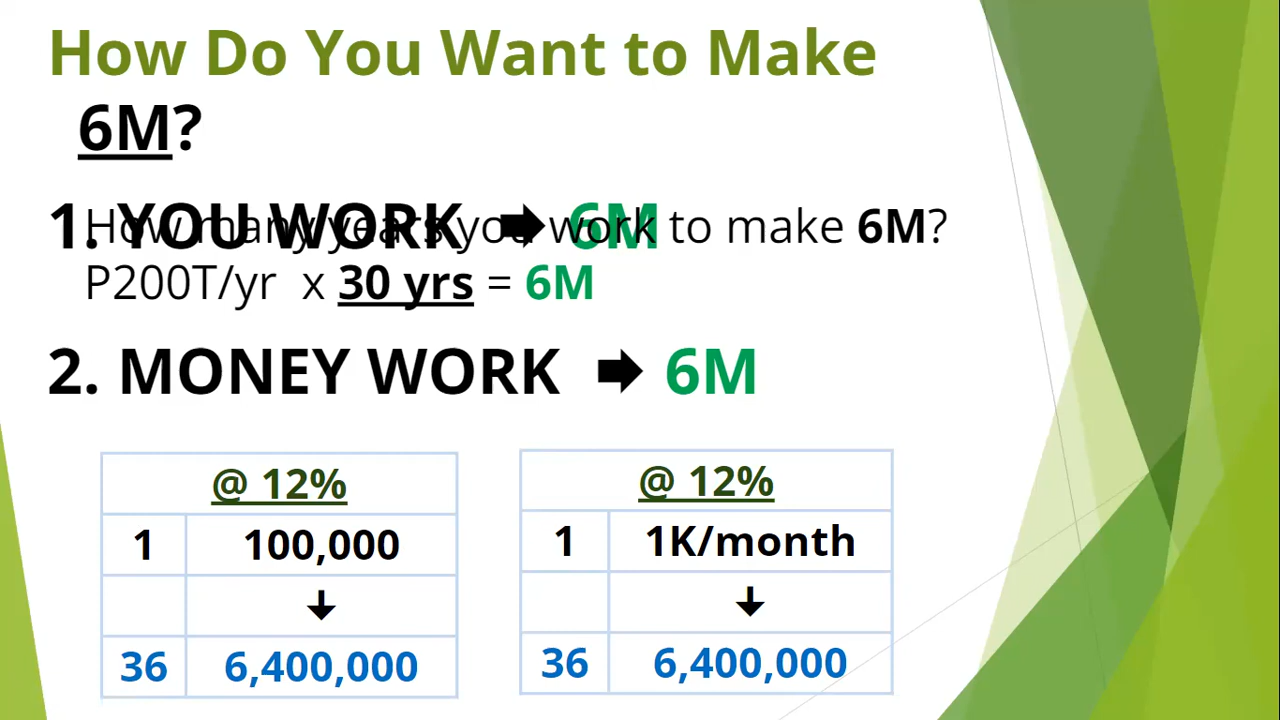 How Do You Want to Make
6M?
1. YOU WORK 🡆 6M
How many years you work to make 6M?
P200T/yr x 30 yrs = 6M
2. MONEY WORK 🡆 6M
@ 12%
1 100,000
↓
36 6,400,000
@ 12%
1 1K/month
↓
36 6,400,000